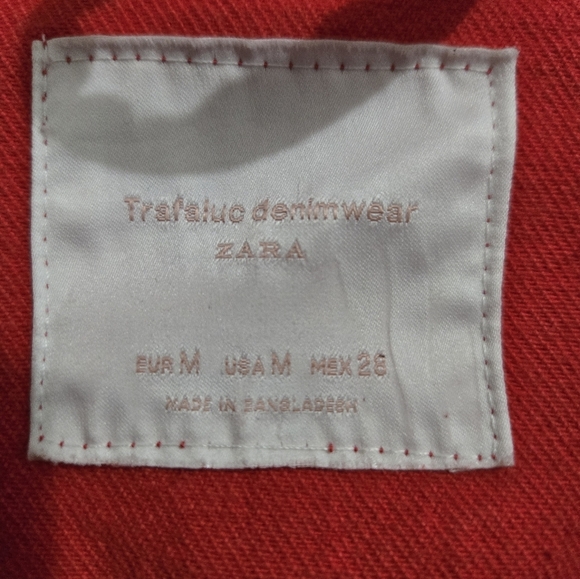 Trafaluc denimwear
ZARA
EUR M USA M MEX 28
MADE IN BANGLADESH